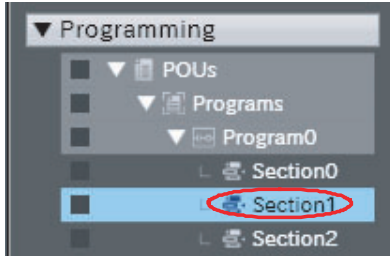 Programming
POUs
Programs
Program0
Section0
Section1
Section2